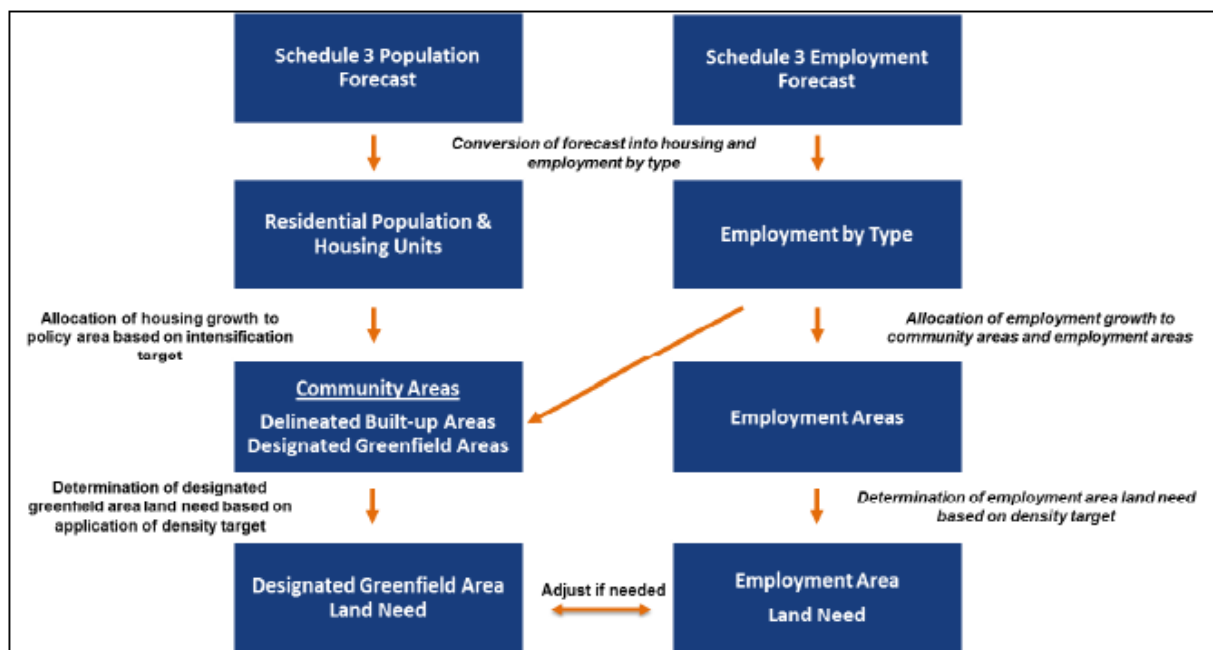 Schedule 3 Population
Forecast
Schedule 3 Employment
Forecast
Conversion of forecast into housing and
employment by type
Residential Population &
Housing Units
Employment by Type
Allocation of housing growth to
policy area based on intensification
target
Allocation of employment growth to
community areas and employment areas
Community Areas
Delineated Built-up Areas
Designated Greenfield Areas
Employment Areas
Determination of designated
greenfield area land need based on
application of density target
Determination of employment area land need
based on density target
Designated Greenfield Area
Land Need
Adjust if needed
Employment Area
Land Need